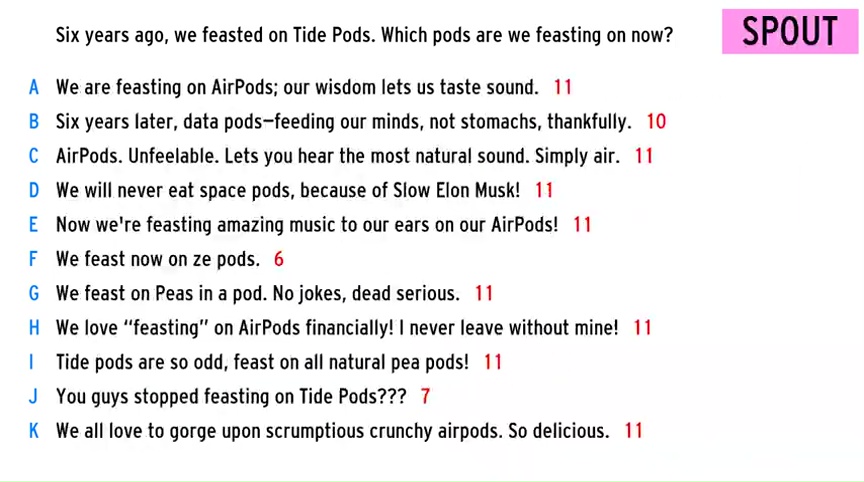 Six years ago, we feasted on Tide Pods. Which pods are we feasting on now?
SPOUT
A We are feasting on AirPods; our wisdom lets us taste sound. 11
B Six years later, data pods—feeding our minds, not stomachs, thankfully. 10
C AirPods. Unfeelable. Lets you hear the most natural sound. Simply air. 11
D We will never eat space pods, because of Slow Elon Musk! 11
E Now we're feasting amazing music to our ears on our AirPods! 11
F We feast now on ze pods. 6
G We feast on Peas in a pod. No jokes, dead serious. 11
H We love “feasting” on AirPods financially! I never leave without mine! 11
I Tide pods are so odd, feast on all natural pea pods! 11
J You guys stopped feasting on Tide Pods??? 7
K We all love to gorge upon scrumptious crunchy airpods. So delicious. 11